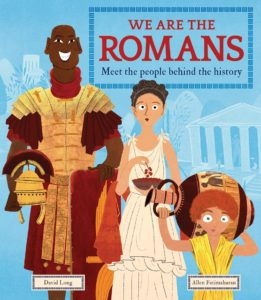 WE ARE THE
ROMANS
Meet the people behind the history
David Long
Allen Fatimaharan